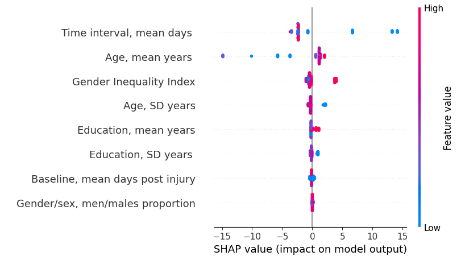 High
Time interval, mean days
Age, mean years
Gender Inequality Index
Age, SD years
Education, mean years
Education, SD years
Baseline, mean days post injury
Gender/sex, men/males proportion
Feature value
Low
−15 −10 −5 0 5 10 15
SHAP value (impact on model output)